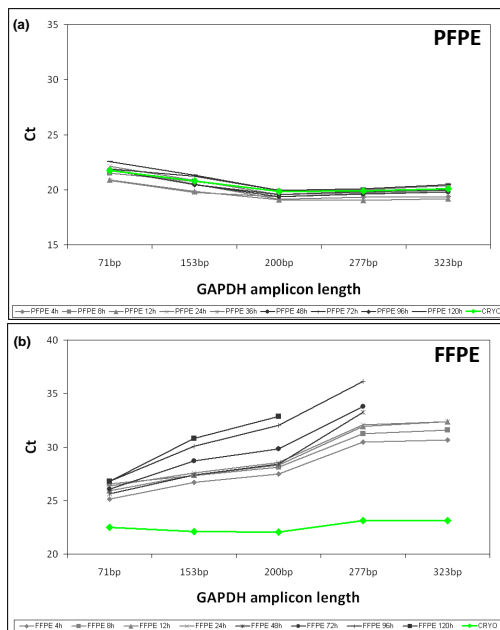 (a)
PFPE
35
30
25
20
15
Ct
71bp 153bp 200bp 277bp 323bp
GAPDH amplicon length
PFPE 4h PFPE 8h PFPE 12h PFPE 24h PFPE 36h PFPE 48h PFPE 72h PFPE 96h PFPE 120h CRYO
(b)
FFPE
40
35
30
25
20
Ct
71bp 153bp 200bp 277bp 323bp
GAPDH amplicon length
FFPE 4h FFPE 8h FFPE 12h FFPE 24h FFPE 48h FFPE 72h FFPE 96h FFPE 120h CRYO